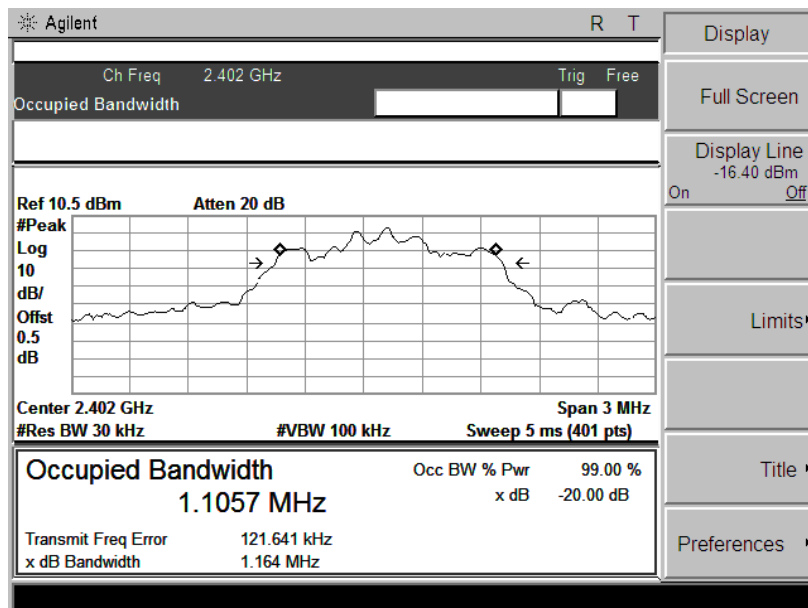 Agilent R T
Ch Freq 2.402 GHz Trig Free
Occupied Bandwidth
Ref 10.5 dBm Atten 20 dB
#Peak
Log
10
dB/
Offst
0.5
dB
Center 2.402 GHz Span 3 MHz
#Res BW 30 kHz #VBW 100 kHz Sweep 5 ms (401 pts)
Occupied Bandwidth
1.1057 MHz
Occ BW % Pwr 99.00 %
x dB -20.00 dB
Transmit Freq Error 121.641 kHz
x dB Bandwidth 1.164 MHz
Display
Full Screen
Display Line
-16.40 dBm
On Off
Limits
Title
Preferences